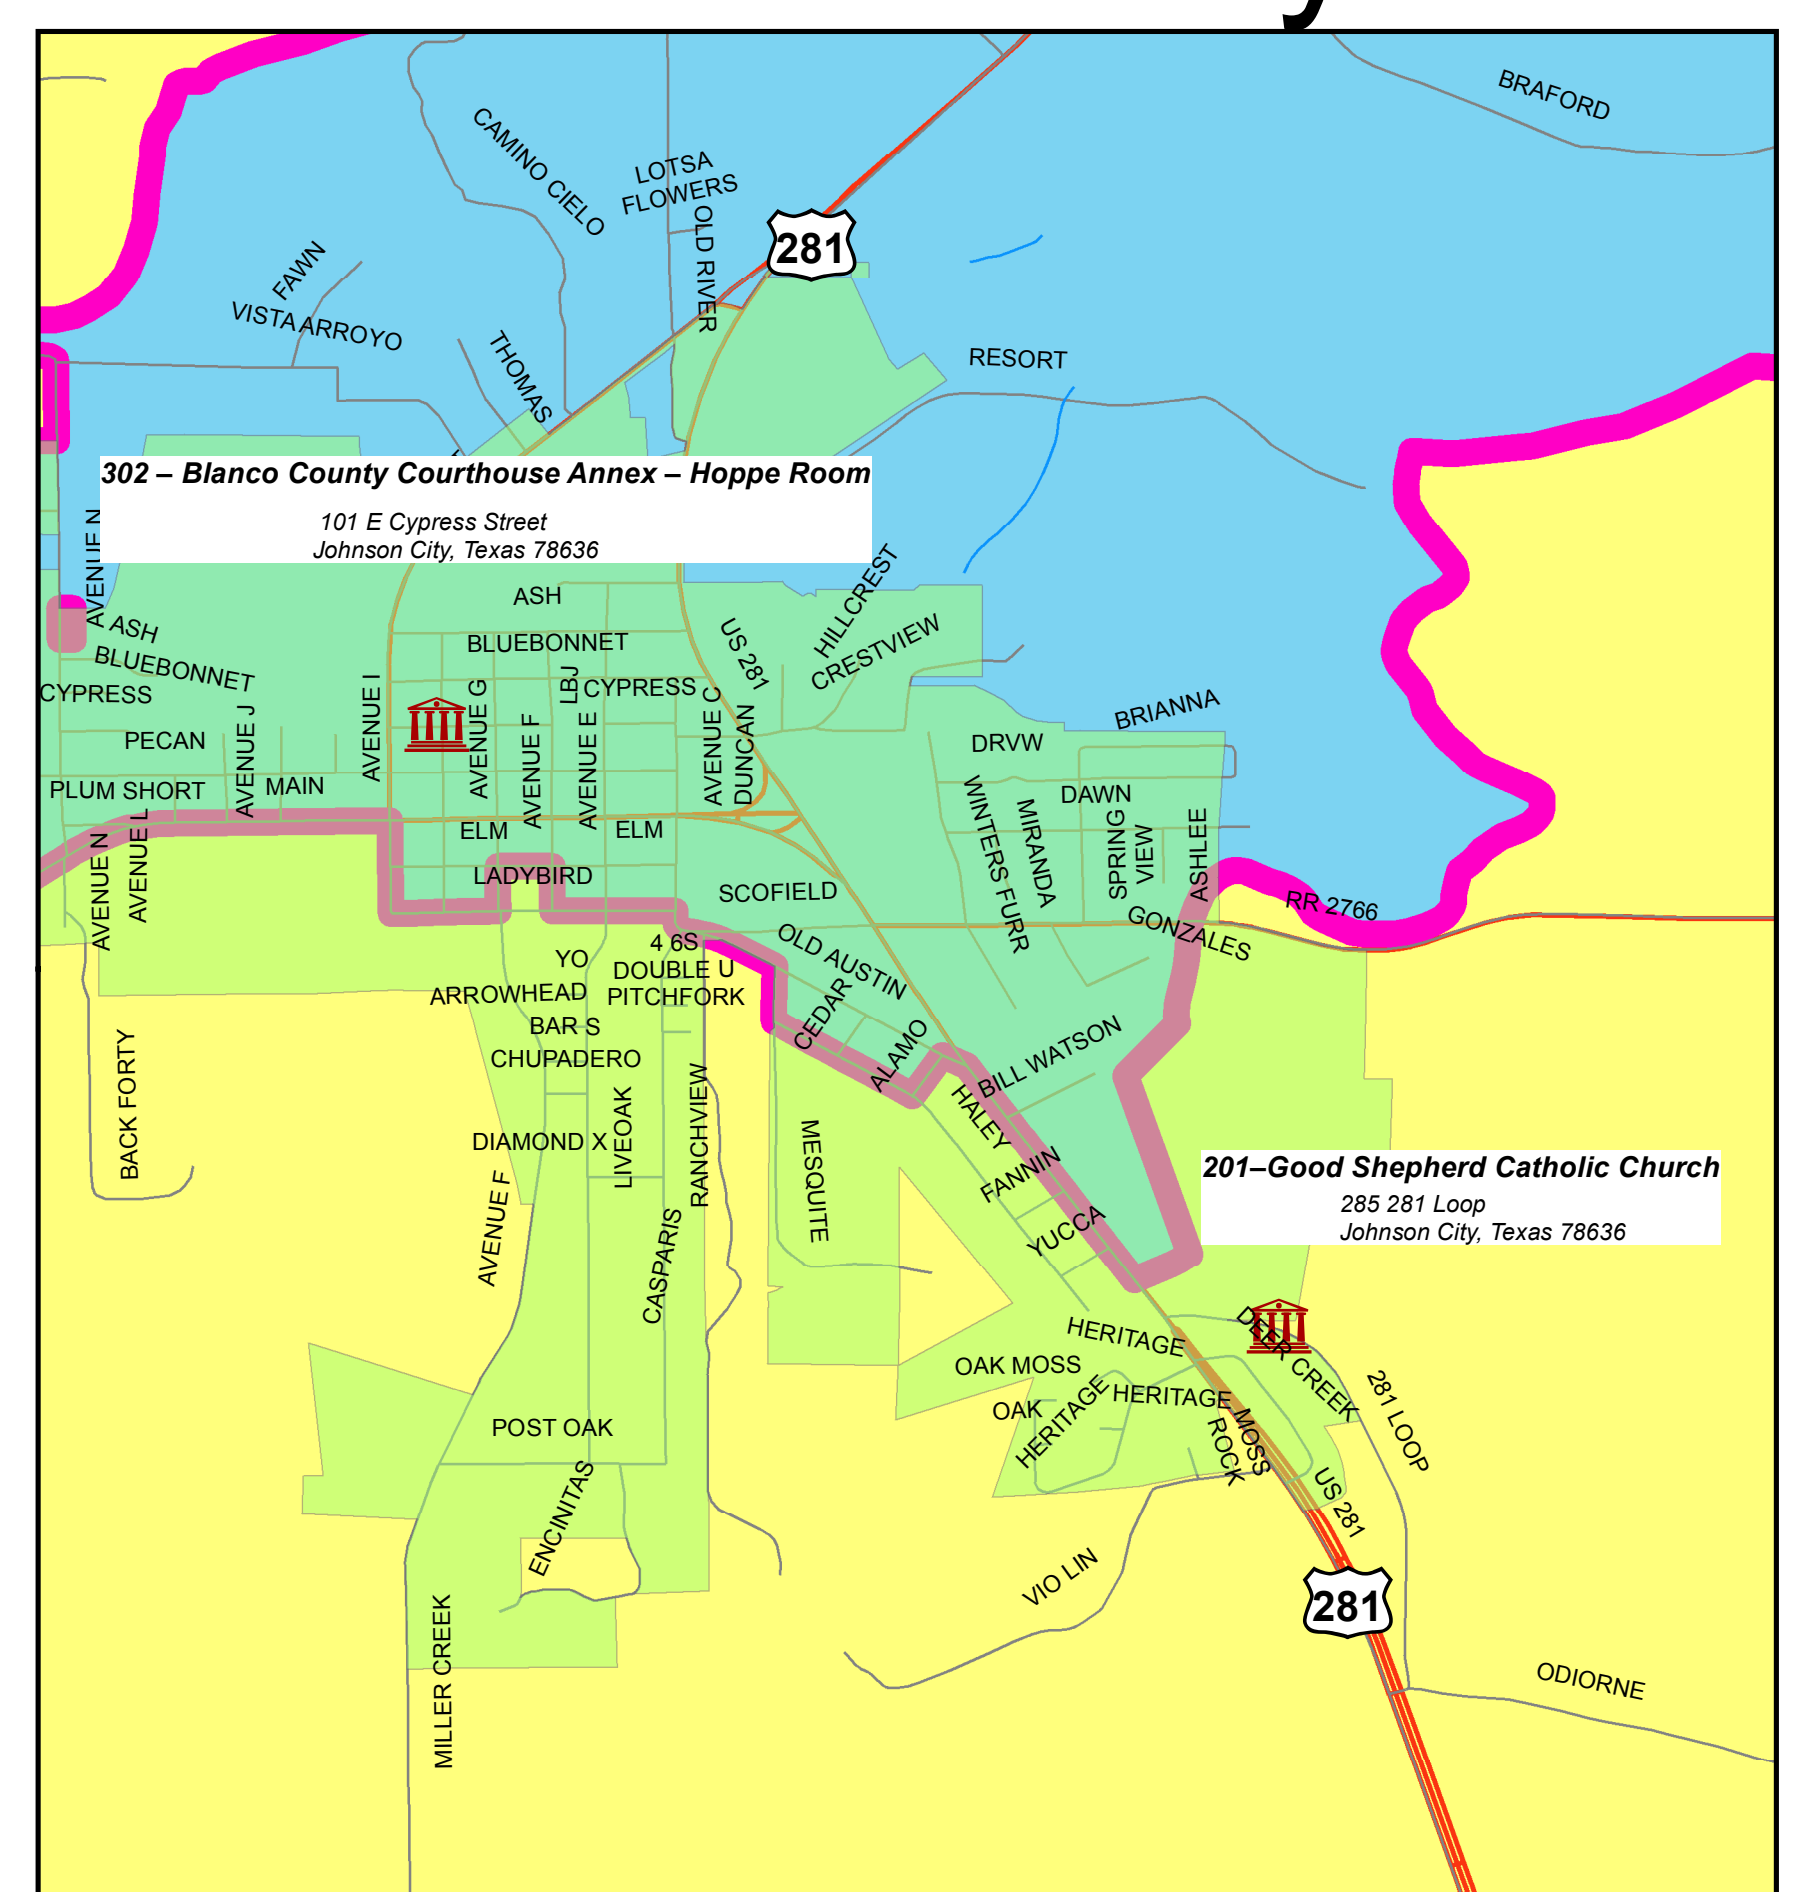 BRAFORD
CAMINO CIELO
LOTSA
FLOWERS
OLD RIVER
281
FAWN
VISTA ARROYO
THOMAS
RESORT
302 – Blanco County Courthouse Annex – Hoppe Room
101 E Cypress Street
Johnson City, Texas 78636
AVENUE N
ASH
ASH
BLUEBONNET
BLUEBONNET
CYPRESS
CYPRESS
US 281
HILLCREST
CRESTVIEW
BRIANNA
PECAN
AVENUE J
AVENUE I
AVENUE G
LBJ
AVENUE F
AVENUE E
AVENUE C
DUNCAN
DRVW
PLUM SHORT
MAIN
DAWN
WINTERS FURR
MIRANDA
SPRING
VIEW
ASHLEE
AVENUE N
AVENUE L
ELM
ELM
LADYBIRD
SCOFIELD
RR 2766
GONZALES
OLD AUSTIN
4 6S
YO
DOUBLE U
ARROWHEAD
PITCHFORK
BAR S
CHUPADERO
CEDAR
ALAMO
BILL WATSON
HALEY
BACK FORTY
LIVEOAK
RANCHVIEW
DIAMOND X
MESQUITE
FANNIN
YUCCA
201–Good Shepherd Catholic Church
285 281 Loop
Johnson City, Texas 78636
AVENUE F
CASPARIS
HERITAGE
DEER CREEK
OAK MOSS
HERITAGE
HERITAGE
OAK
281 LOOP
MOSS
ROCK
POST OAK
ENCINITAS
US 281
VIO LIN
281
MILLER CREEK
ODIORNE